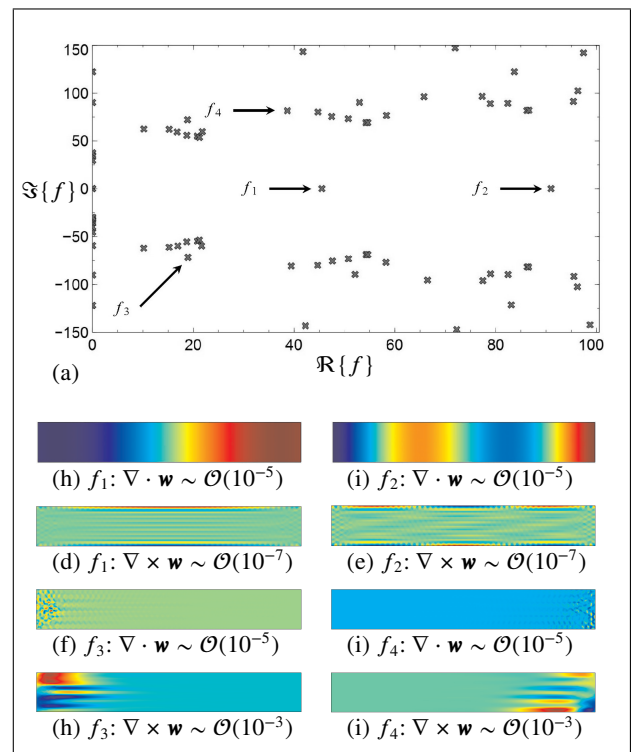 150
100
50
0
−50
−100
−150
ℑ{f}
f4
f1
f2
f3
0
20
40
60
80
100
(a)
ℜ{f}
(h) f1: ∇ · w ∼ O(10−5)
(i) f2: ∇ · w ∼ O(10−5)
(d) f1: ∇ × w ∼ O(10−7)
(e) f2: ∇ × w ∼ O(10−7)
(f) f3: ∇ · w ∼ O(10−5)
(i) f4: ∇ · w ∼ O(10−5)
(h) f3: ∇ × w ∼ O(10−3)
(i) f4: ∇ × w ∼ O(10−3)